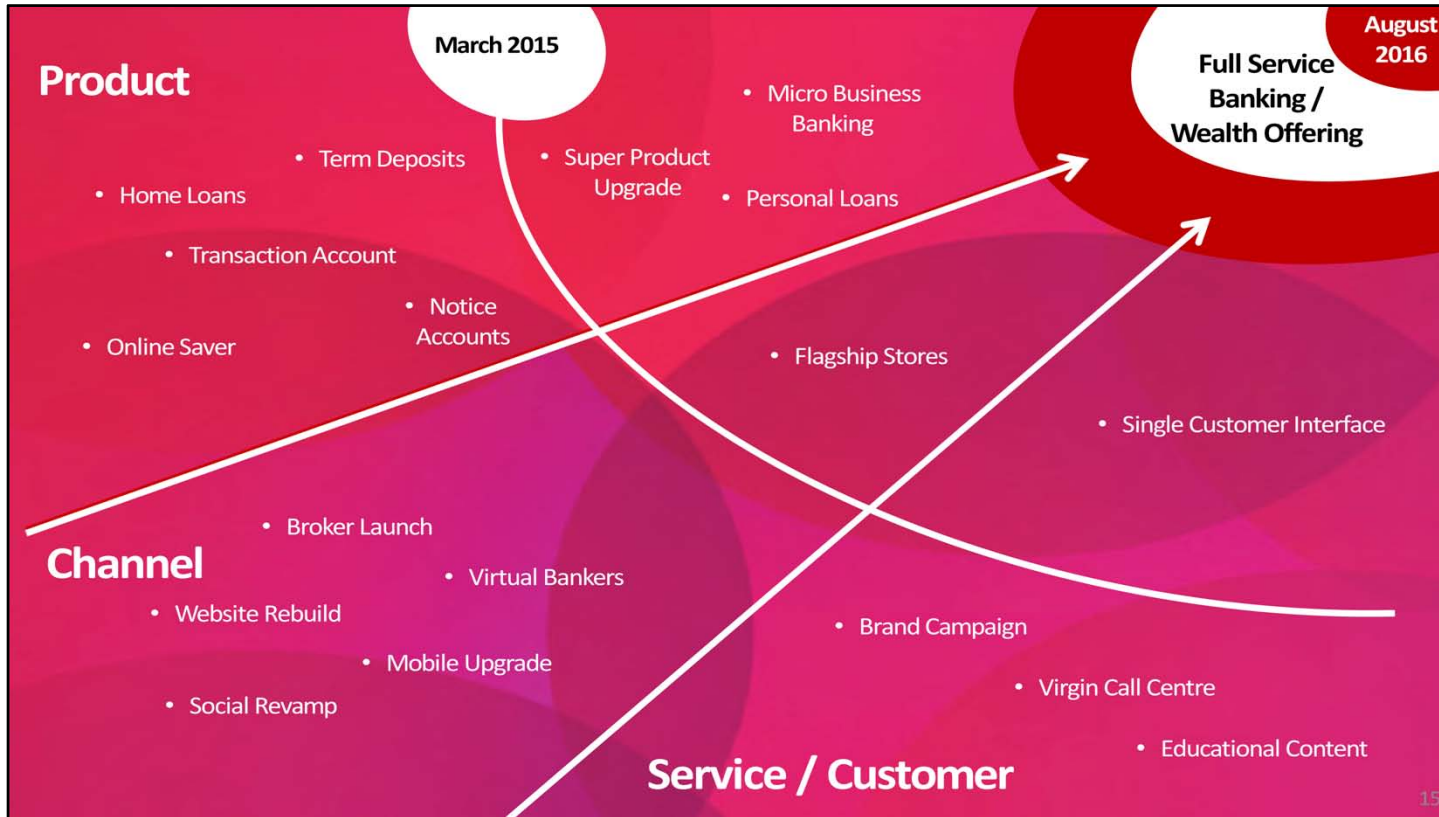 March 2015
August
2016
Full Service
Banking /
Wealth Offering
Product
• Micro Business
Banking
• Term Deposits
• Super Product
Upgrade
• Home Loans
• Personal Loans
• Transaction Account
• Notice
Accounts
• Online Saver
• Flagship Stores
• Single Customer Interface
• Broker Launch
Channel
• Virtual Bankers
• Website Rebuild
• Brand Campaign
• Mobile Upgrade
• Social Revamp
• Virgin Call Centre
• Educational Content
Service / Customer
15